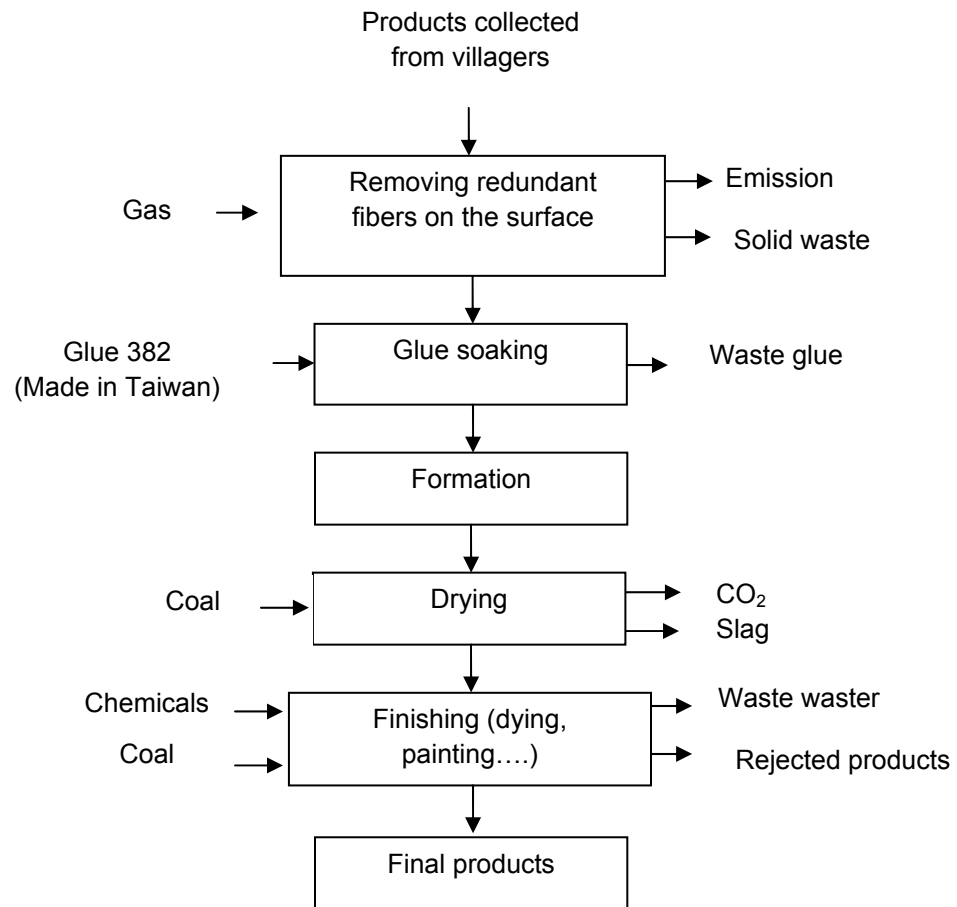 Products collected
from villagers
Gas
Removing redundant
fibers on the surface
Emission
Solid waste
Glue 382
(Made in Taiwan)
Glue soaking
Waste glue
Formation
Coal
Drying
CO₂
Slag
Chemicals
Coal
Finishing (dying,
painting….)
Waste waster
Rejected products
Final products